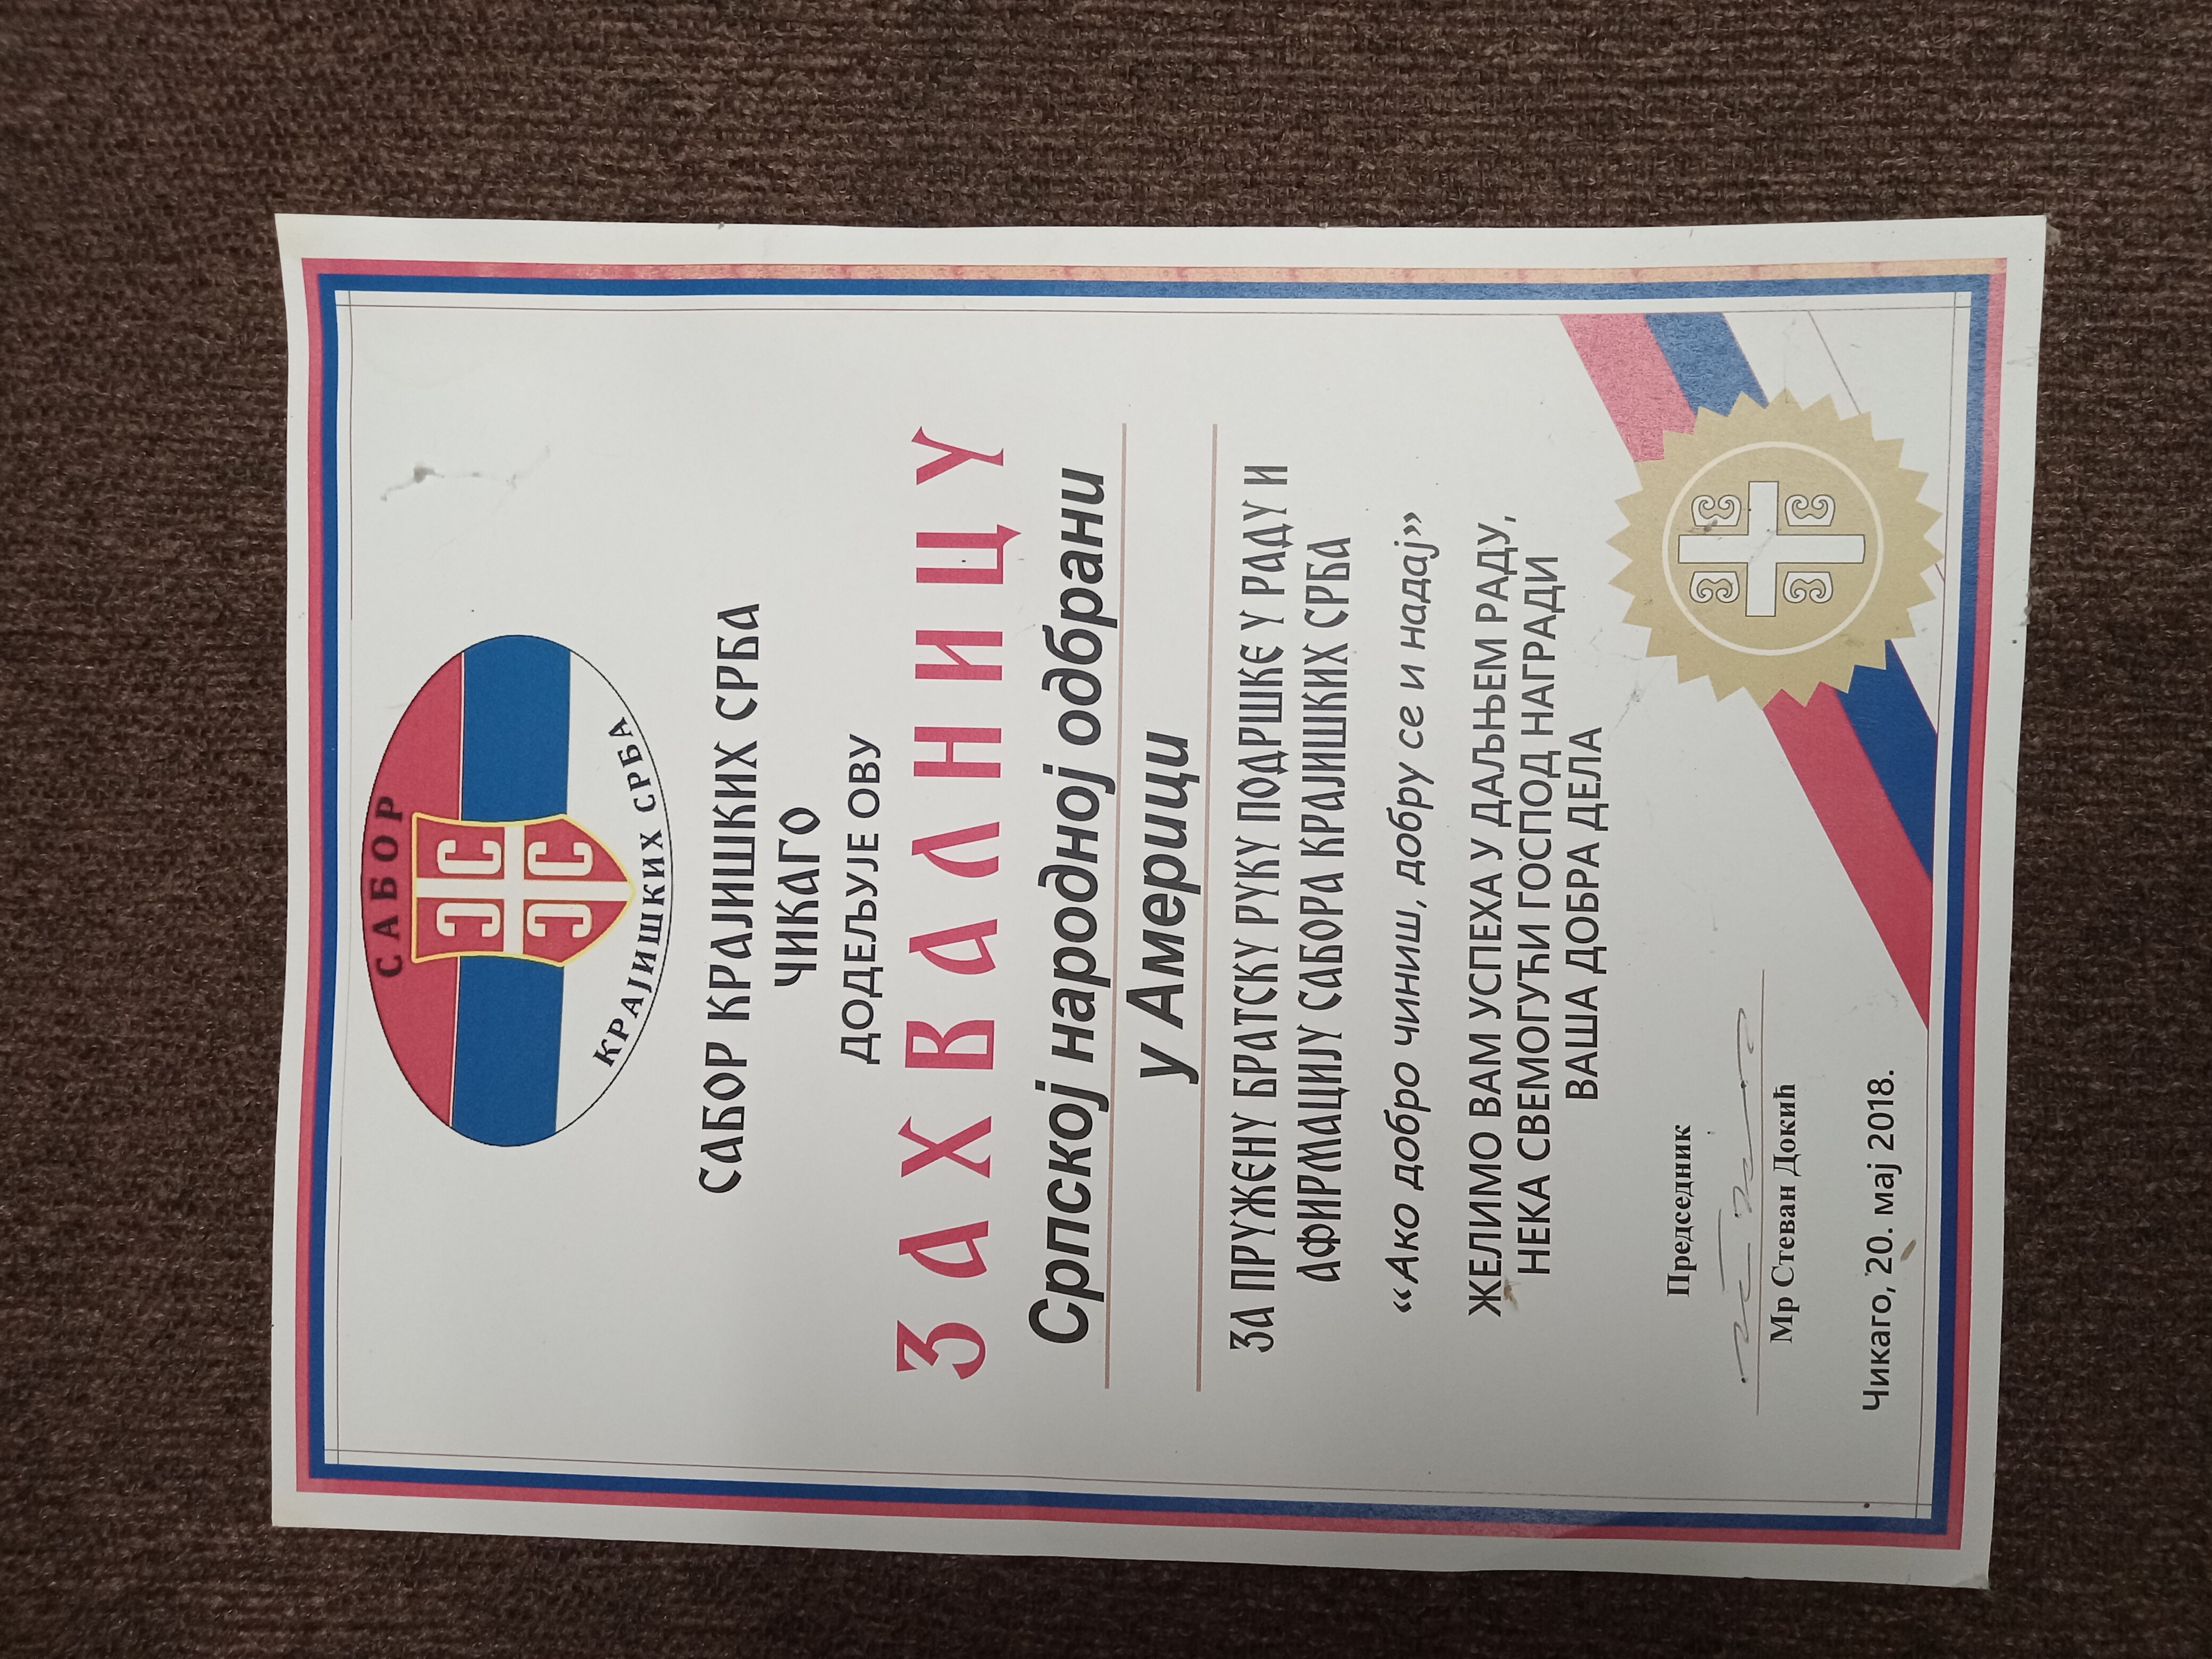 САБОР
КРАЈИШКИХ СРБА
САБОР КРАЈИШКИХ СРБА
ЧИКАГО
ДОДЕЉУЈЕ ОВУ
ЗАХВАЛНИЦУ
Српској народној одбрани
у Америци
ЗА ПРУЖЕНУ БРАТСКУ РУКУ ПОДРШКЕ У РАДУ И
АФИРМАЦИЈУ САБОРА КРАЈИШКИХ СРБА
“Ако добро чиниш, добру се и надај”
ЖЕЛИМО ВАМ УСПЕХА У ДАЉЊЕМ РАДУ,
НЕКА СВЕМОГУЋИ ГОСПОД НАГРАДИ
ВАША ДОБРА ДЕЛА
Председник
Мр Стеван Докић
Чикаго, 20. мај 2018.